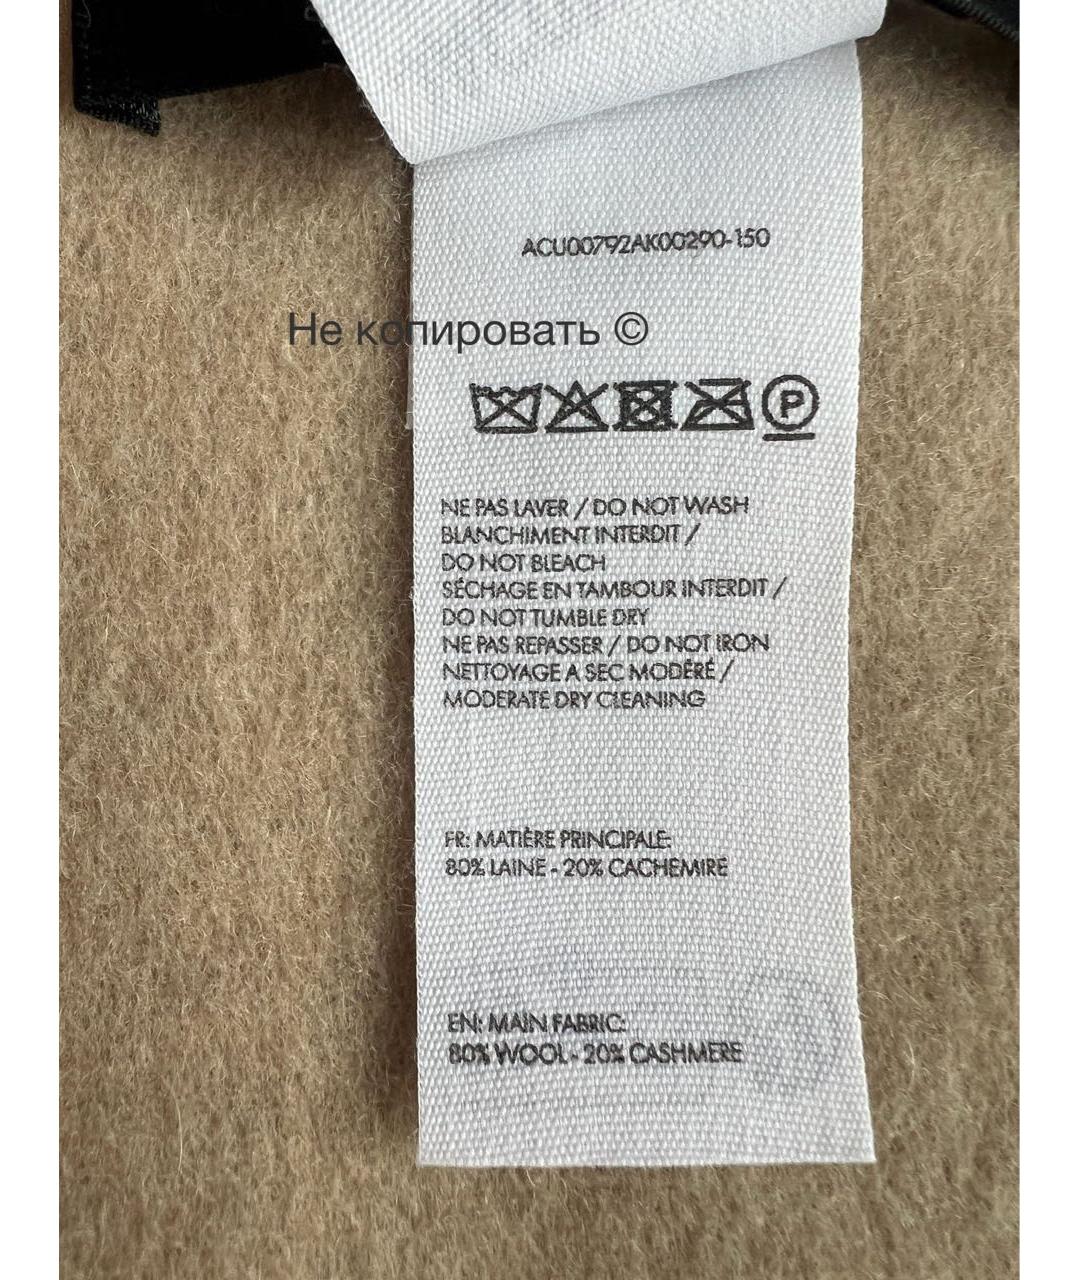 ACU00792AK00290-150
Не копировать ©
P
NE PAS LAVER / DO NOT WASH
BLANCHIMENT INTERDIT /
DO NOT BLEACH
SÉCHAGE EN TAMBOUR INTERDIT /
DO NOT TUMBLE DRY
NE PAS REPASSER / DO NOT IRON
NETTOYAGE A SEC MODÉRÉ /
MODERATE DRY CLEANING
FR: MATIÈRE PRINCIPALE:
80% LAINE - 20% CACHEMIRE
EN: MAIN FABRIC:
80% WOOL - 20% CASHMERE